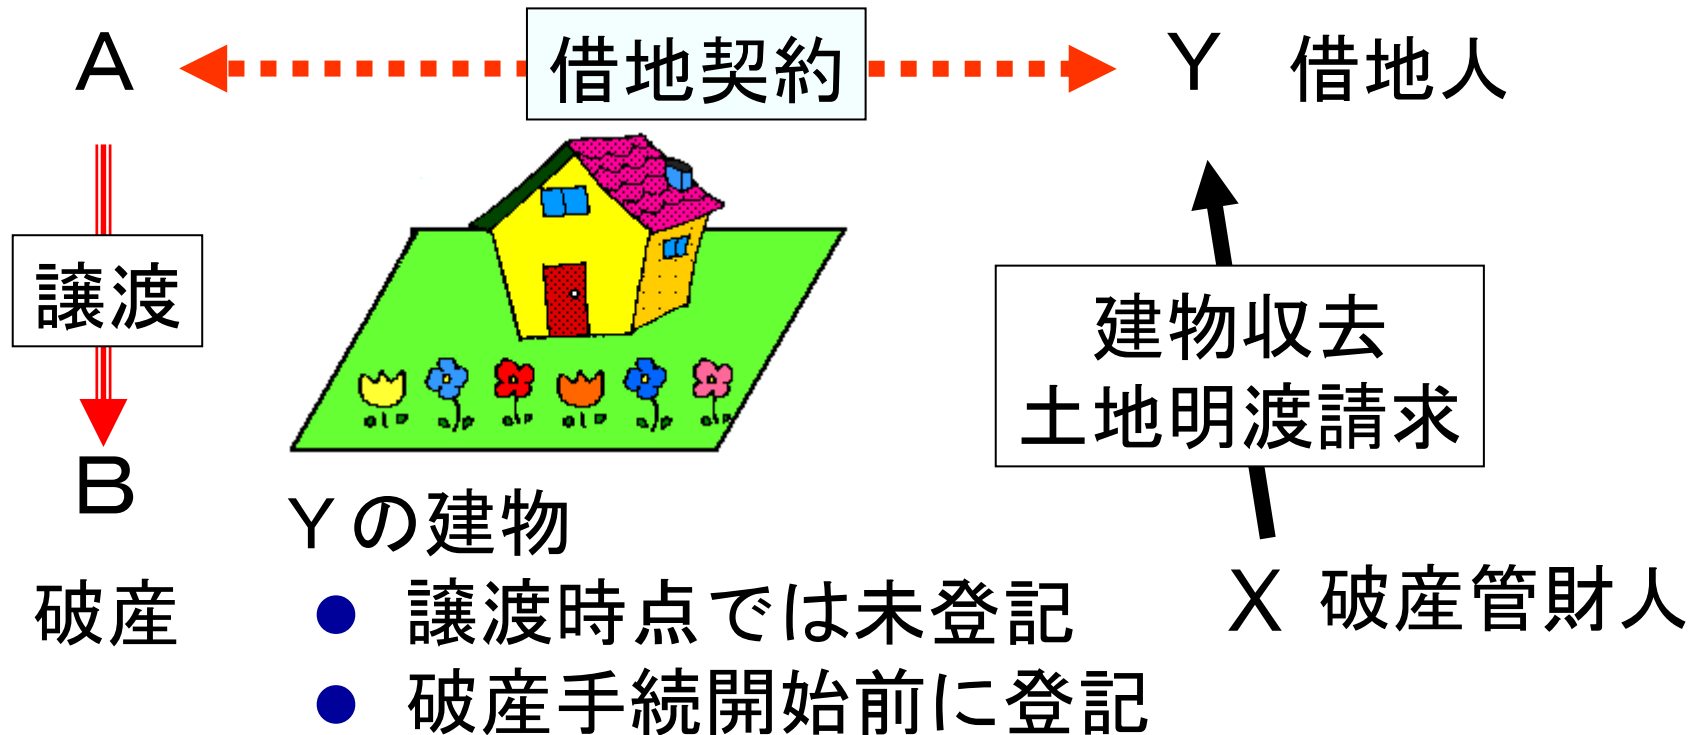 A
借地契約
Y 借地人
譲渡
建物収去
土地明渡請求
B
破産
X 破産管財人
Yの建物
● 譲渡時点では未登記
● 破産手続開始前に登記